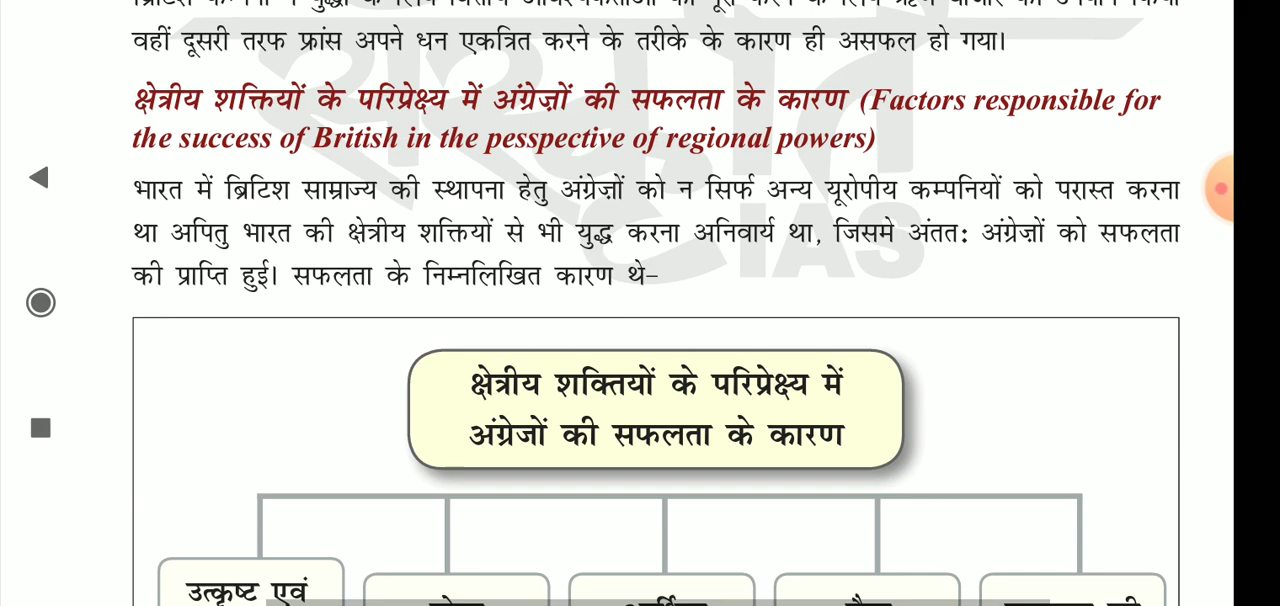 वहीं दूसरी तरफ फ्रांस अपने धन एकत्रित करने के तरीके के कारण ही असफल हो गया।
क्षेत्रीय शक्तियों के परिप्रेक्ष्य में अंग्रेज़ों की सफलता के कारण (Factors responsible for
the success of British in the pesspective of regional powers)
भारत में ब्रिटिश साम्राज्य की स्थापना हेतु अंग्रेज़ों को न सिर्फ अन्य यूरोपीय कम्पनियों को परास्त करना
था अपितु भारत की क्षेत्रीय शक्तियों से भी युद्ध करना अनिवार्य था, जिसमे अंतत: अंग्रेज़ों को सफलता
की प्राप्ति हुई। सफलता के निम्नलिखित कारण थे–
क्षेत्रीय शक्तियों के परिप्रेक्ष्य में
अंग्रेजों की सफलता के कारण
उत्कृष्ट एवं
IAS